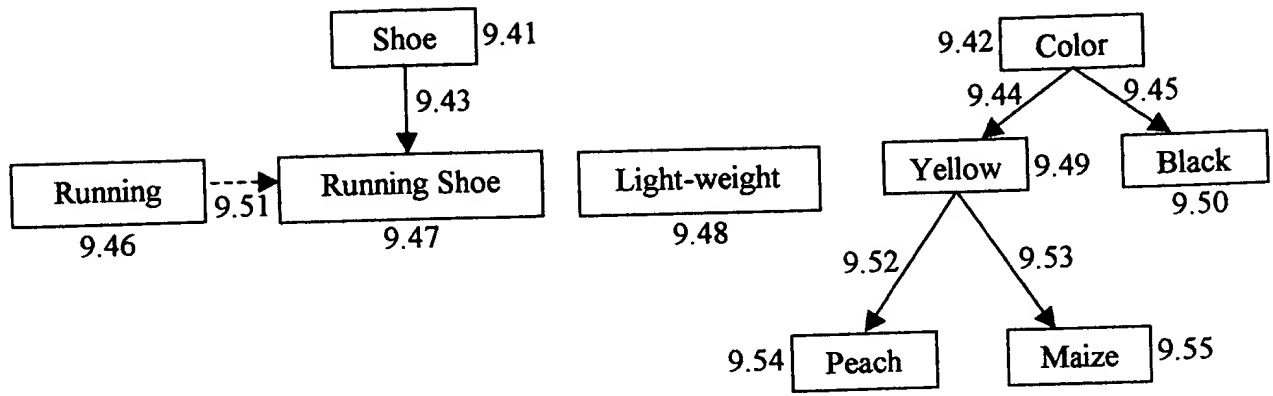 Shoe 9.41
9.42 Color
9.43
9.44 9.45
Running
9.51
Running Shoe
Light-weight
Yellow 9.49
Black
9.46
9.47
9.48
9.50
9.52 9.53
9.54 Peach
Maize 9.55